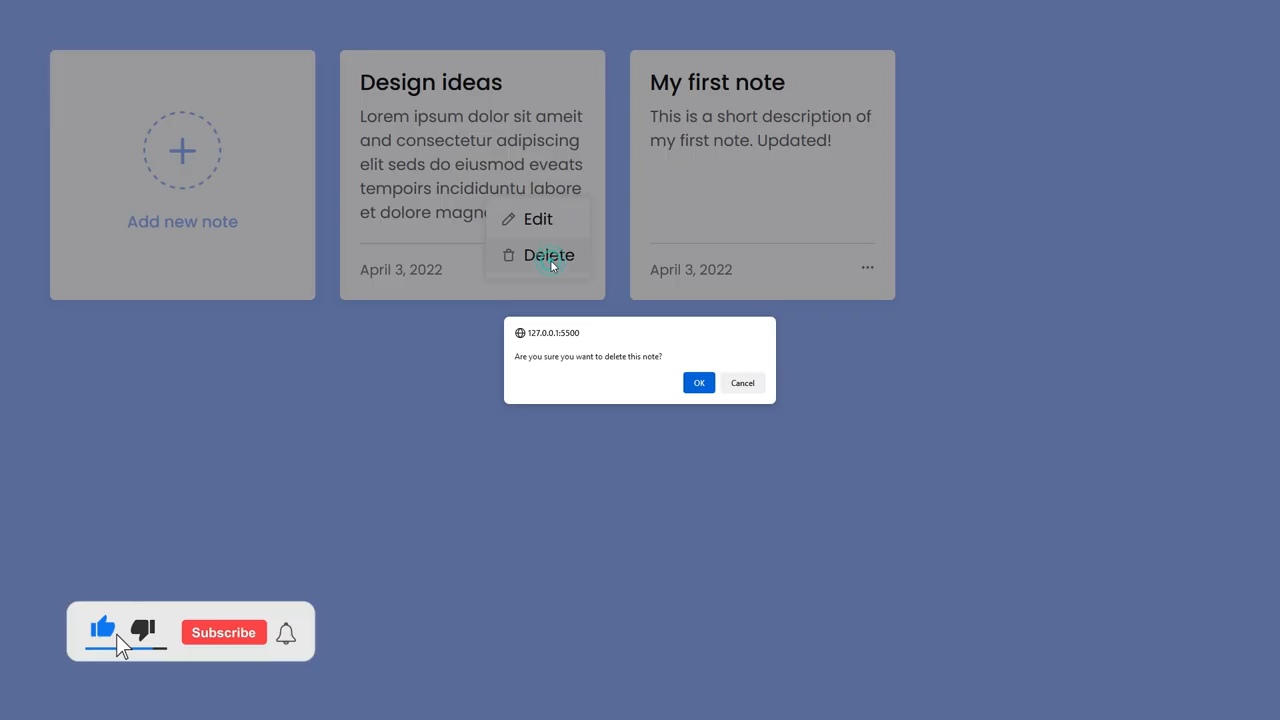 Add new note
Design ideas
Lorem ipsum dolor sit ameit
and consectetur adipiscing
elit seds do eiusmod eveats
tempoirs incididuntu labore
et dolore magn
April 3, 2022
Edit
Delete
My first note
This is a short description of
my first note. Updated!
April 3, 2022
127.0.0.1:5500
Are you sure you want to delete this note?
OK
Cancel
Subscribe